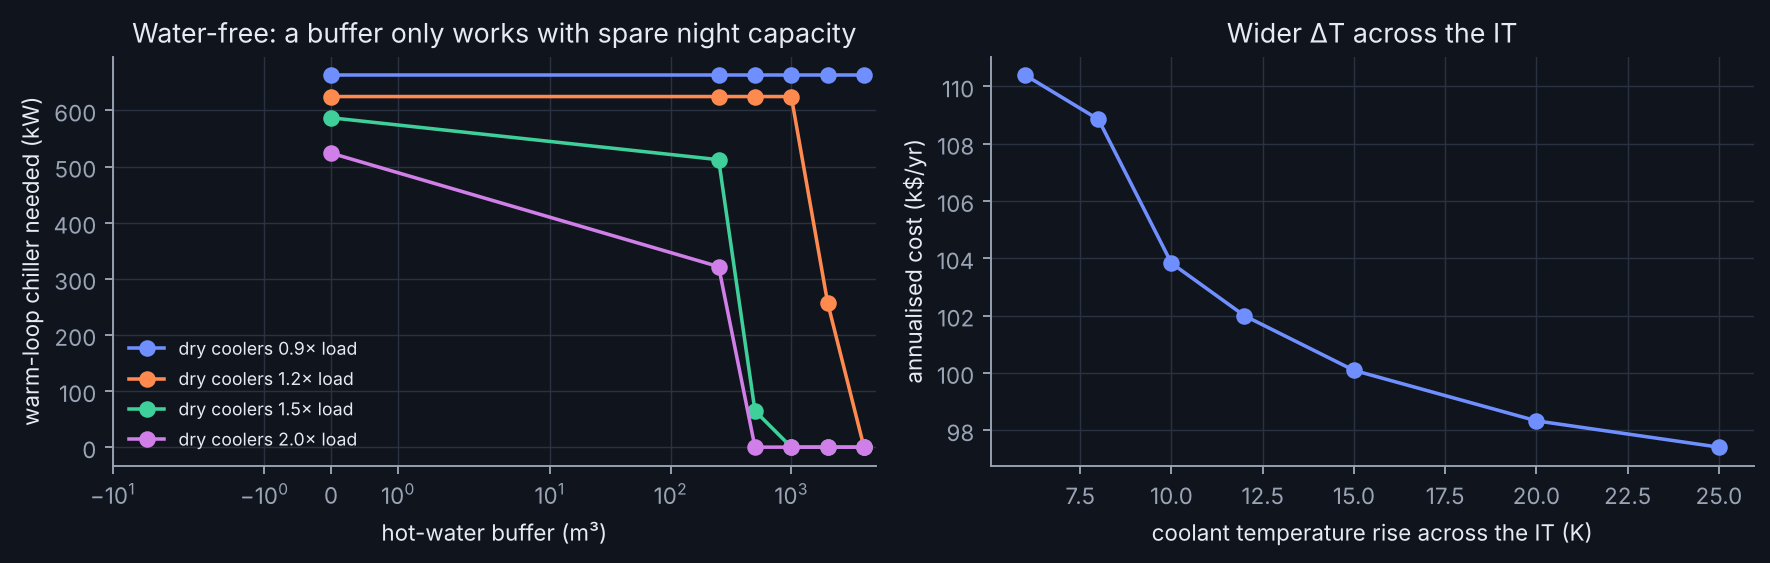 Water-free: a buffer only works with spare night capacity
warm-loop chiller needed (kW)
600
500
400
300
200
100
0
dry coolers 0.9× load
dry coolers 1.2× load
dry coolers 1.5× load
dry coolers 2.0× load
−10¹ −10⁰ 0 10⁰ 10¹ 10² 10³
hot-water buffer (m³)
Wider ΔT across the IT
annualised cost (k$/yr)
110
108
106
104
102
100
98
7.5 10.0 12.5 15.0 17.5 20.0 22.5 25.0
coolant temperature rise across the IT (K)